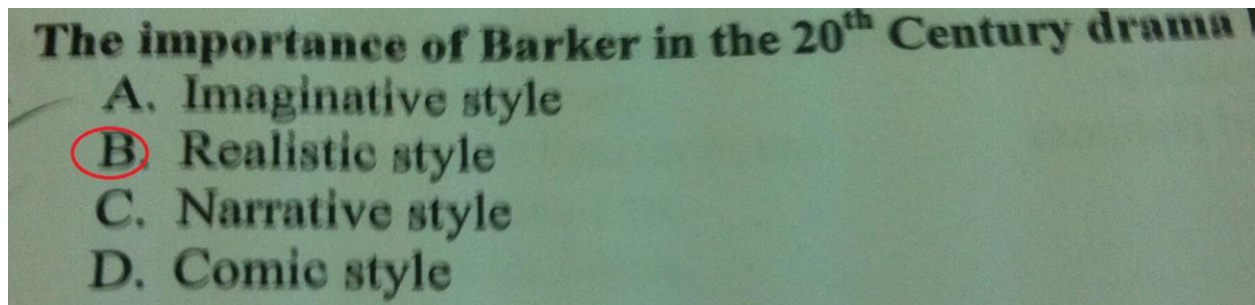 The importance of Barker in the 20th Century drama
A. Imaginative style
B. Realistic style
C. Narrative style
D. Comic style